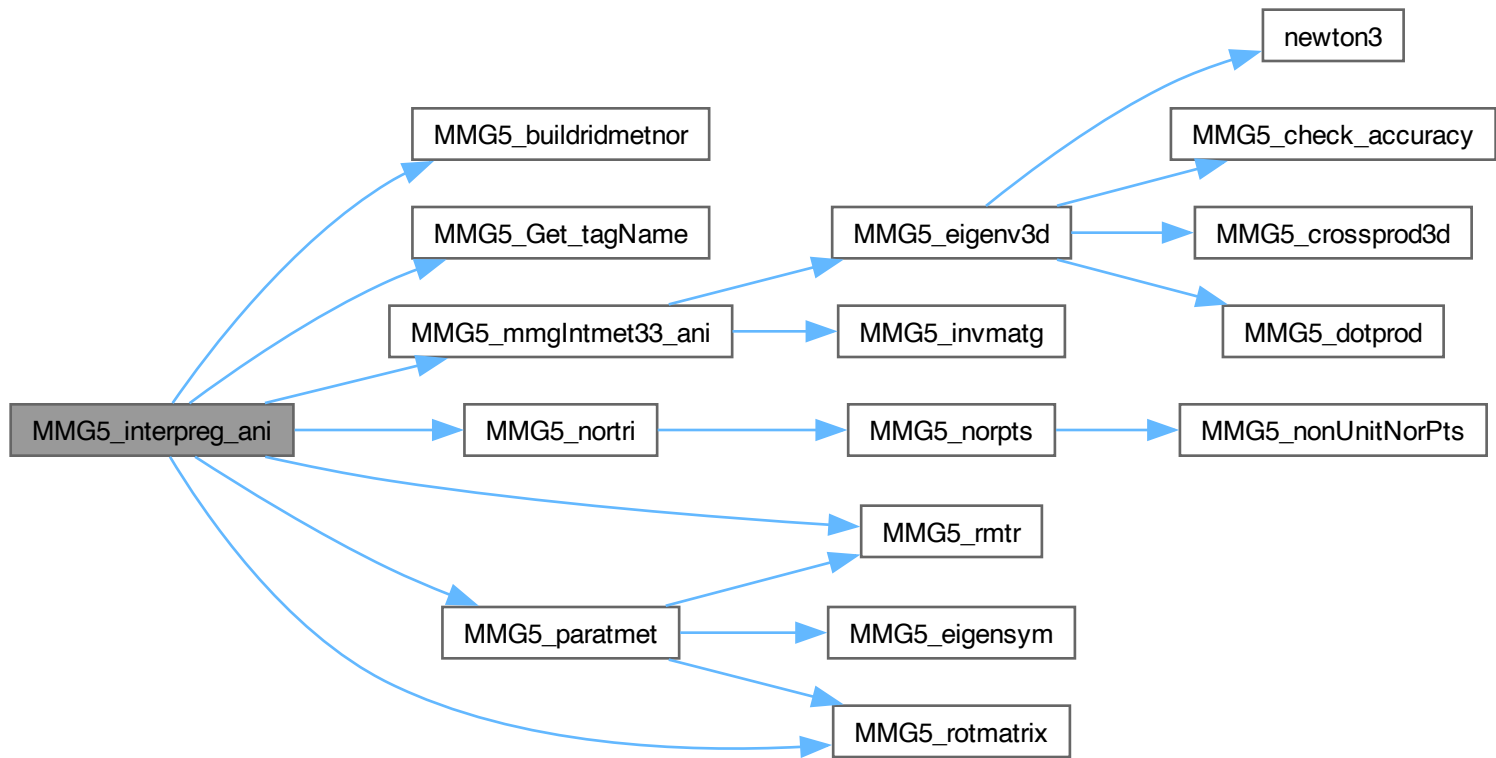 newton3
MMG5_buildridmetnor
MMG5_check_accuracy
MMG5_Get_tagName
MMG5_eigenv3d
MMG5_crossprod3d
MMG5_mmgIntmet33_ani
MMG5_invmatg
MMG5_dotprod
MMG5_interpreg_ani
MMG5_nortri
MMG5_norpts
MMG5_nonUnitNorPts
MMG5_rmtr
MMG5_paratmet
MMG5_eigensym
MMG5_rotmatrix